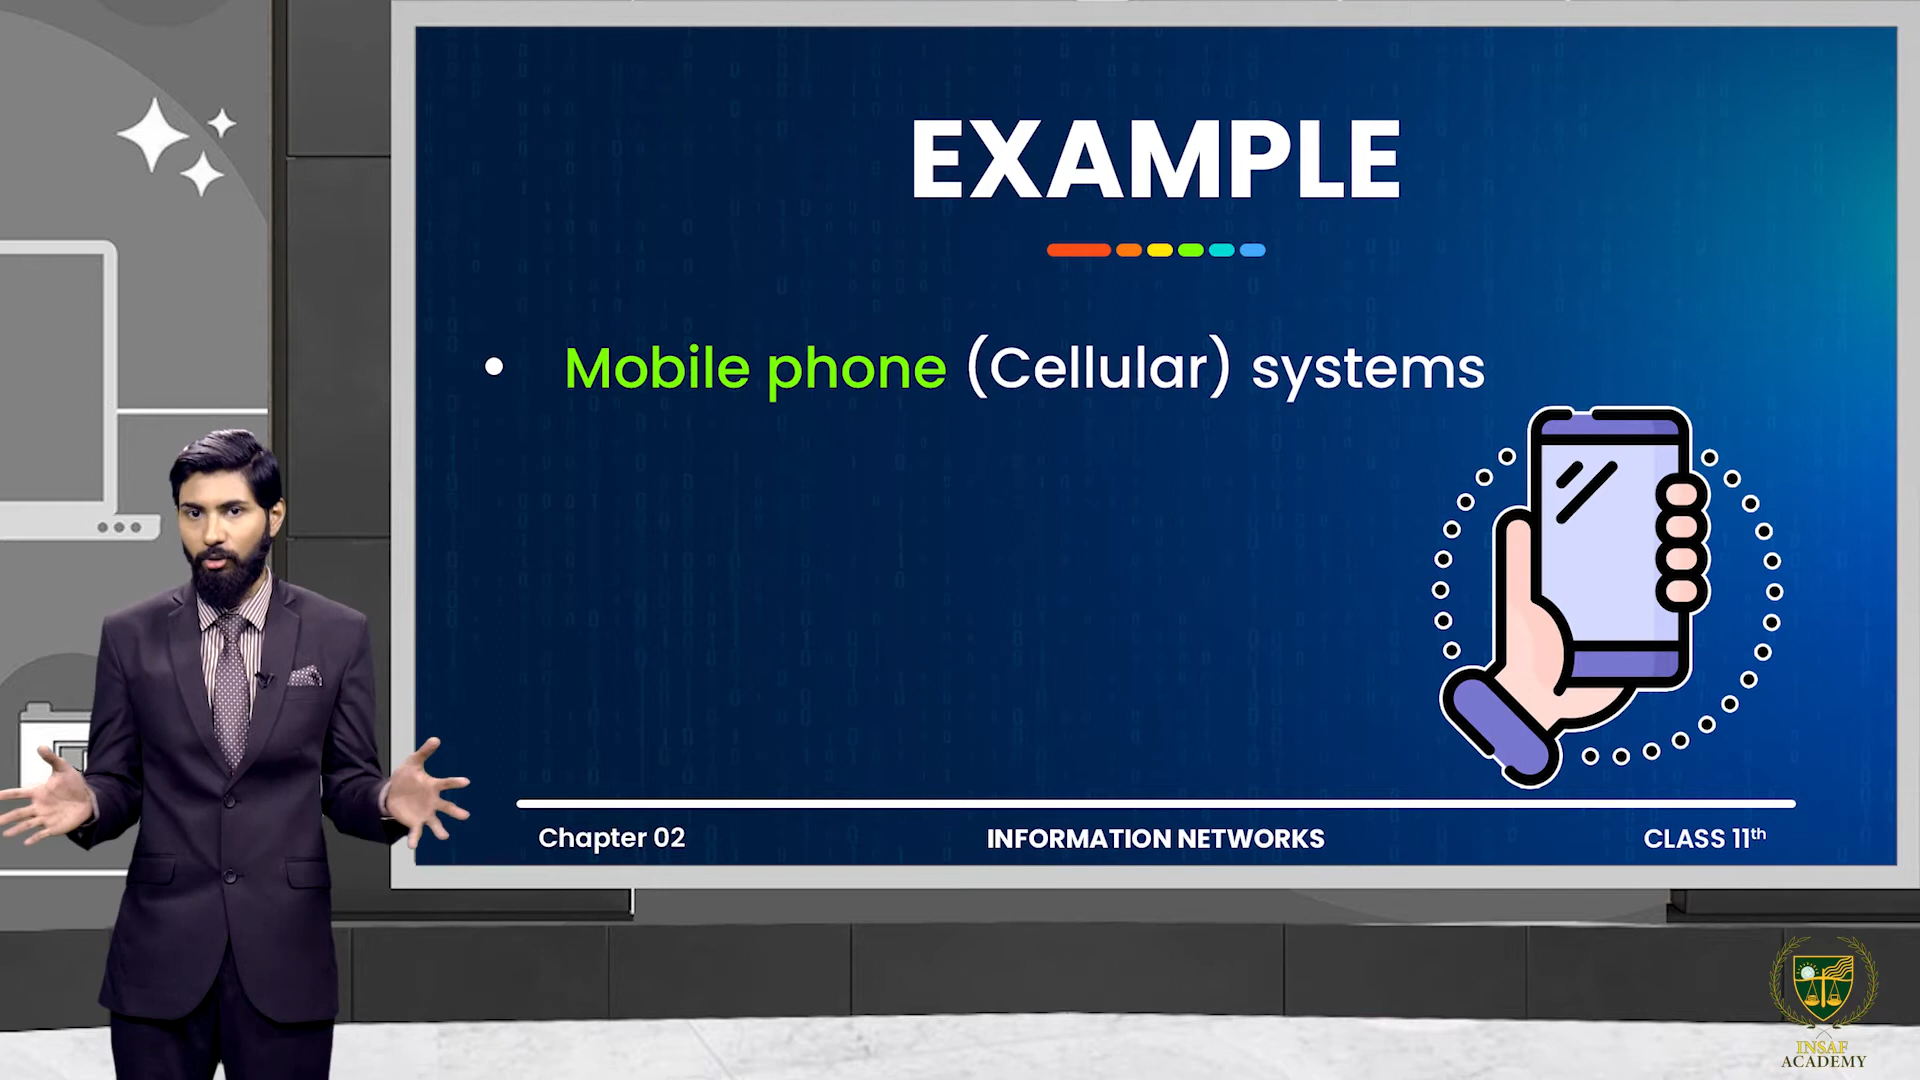 EXAMPLE
• Mobile phone (Cellular) systems
Chapter 02 INFORMATION NETWORKS CLASS 11th
INSAF
ACADEMY